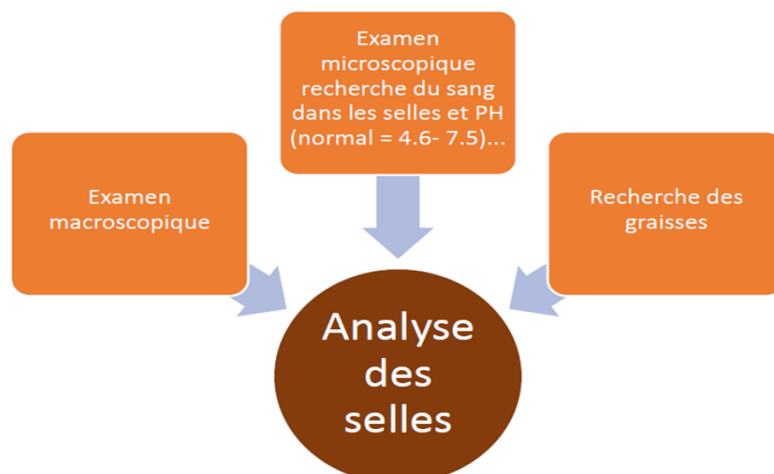 Examen
microscopique
recherche du sang
dans les selles et PH
(normal = 4.6- 7.5)...
Examen
macroscopique
Recherche des
graisses
Analyse
des
selles